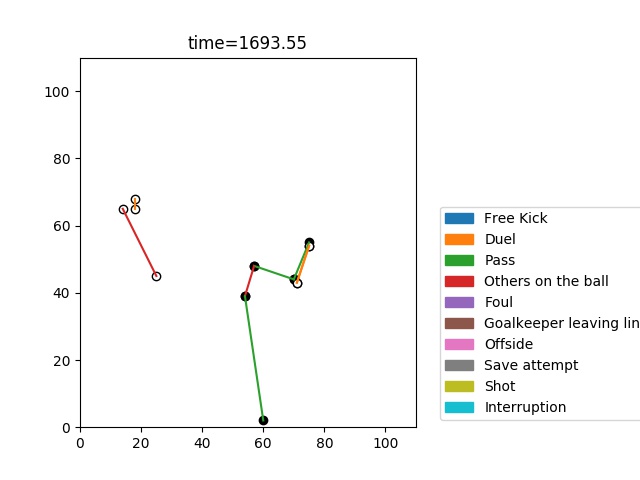 time=1693.55
100
80
60
40
20
0
0 20 40 60 80 100
Free Kick
Duel
Pass
Others on the ball
Foul
Goalkeeper leaving lin
Offside
Save attempt
Shot
Interruption